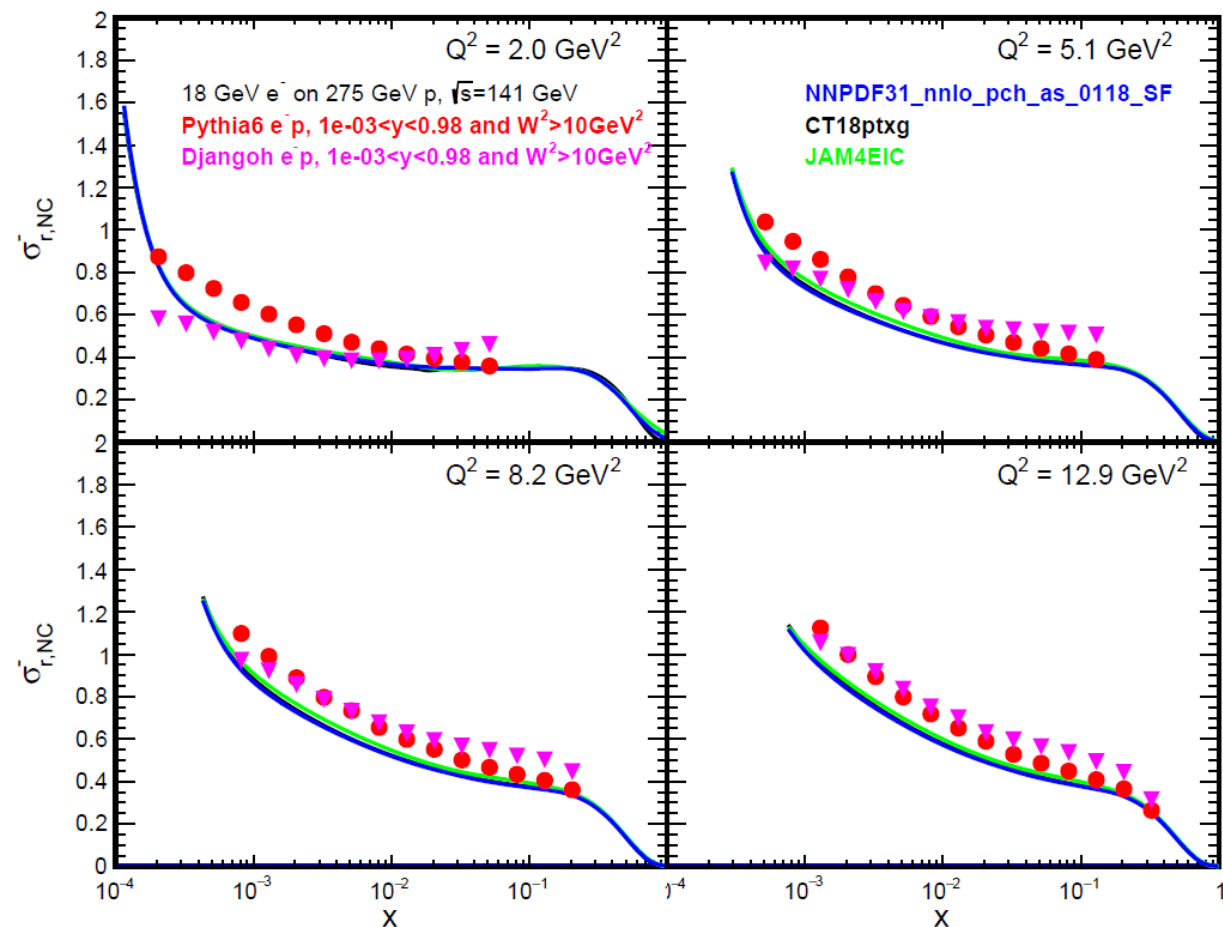 Q² = 2.0 GeV²
18 GeV e⁻ on 275 GeV p, √s=141 GeV
Pythia6 e⁻p, 1e-03<y<0.98 and W²>10GeV²
Djangoh e⁻p, 1e-03<y<0.98 and W²>10GeV²
Q² = 5.1 GeV²
NNPDF31_nnlo_pch_as_0118_SF
CT18ptxg
JAM4EIC
2
1.8
1.6
1.4
1.2
1
0.8
0.6
0.4
0.2
σ⁻r,NC
Q² = 8.2 GeV²
Q² = 12.9 GeV²
2
1.8
1.6
1.4
1.2
1
0.8
0.6
0.4
0.2
0
σ⁻r,NC
10⁻⁴ 10⁻³ 10⁻² 10⁻¹
x
10⁻³ 10⁻² 10⁻¹ 1
x